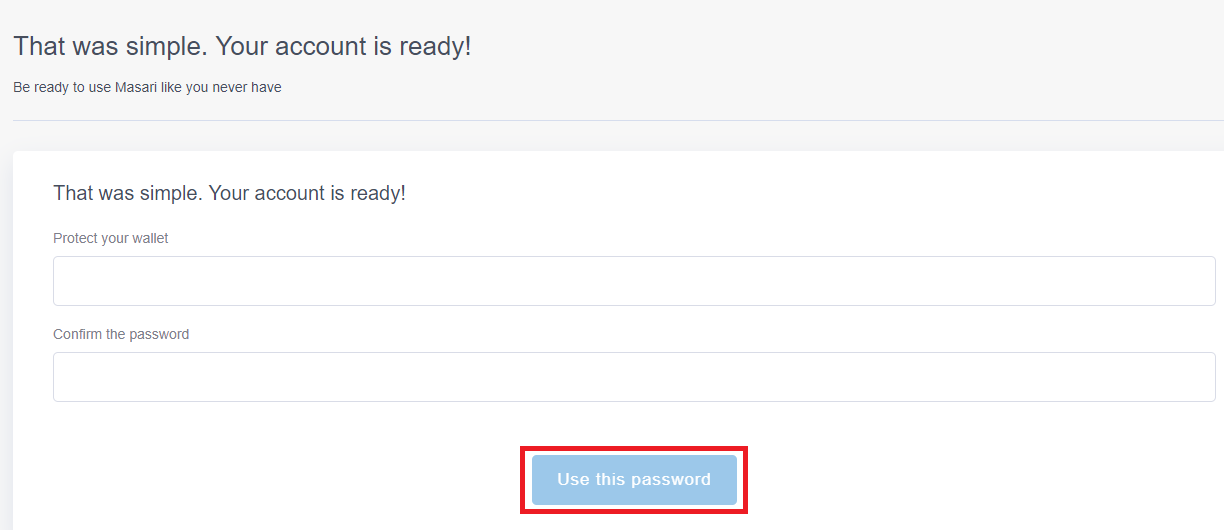 That was simple. Your account is ready!
Be ready to use Masari like you never have
That was simple. Your account is ready!
Protect your wallet
Confirm the password
Use this password